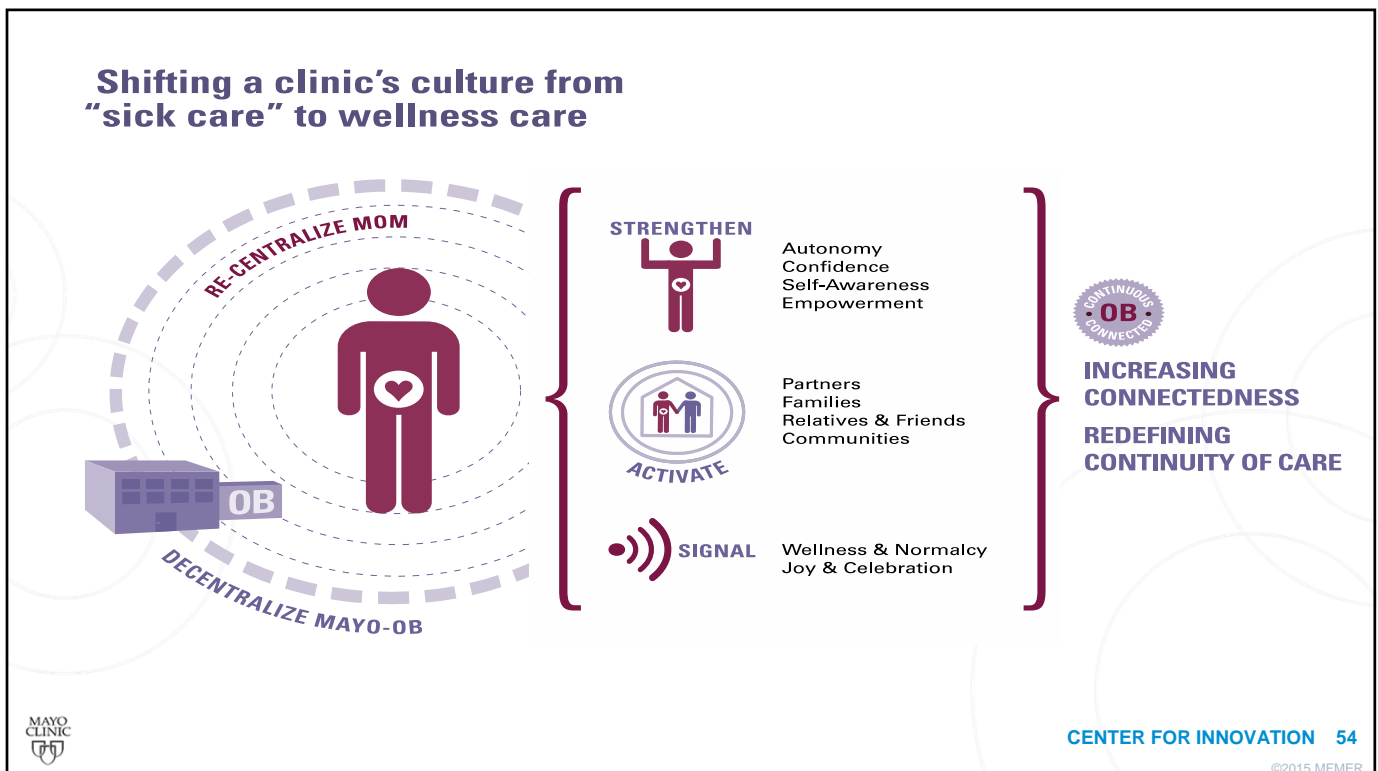 Shifting a clinic's culture from
“sick care” to wellness care
RE-CENTRALIZE MOM
OB
DECENTRALIZE MAYO-OB
STRENGTHEN
Autonomy
Confidence
Self-Awareness
Empowerment
ACTIVATE
Partners
Families
Relatives & Friends
Communities
SIGNAL
Wellness & Normalcy
Joy & Celebration
CONTINUOUS
• OB •
CONNECTED
INCREASING
CONNECTEDNESS
REDEFINING
CONTINUITY OF CARE
MAYO
CLINIC
CENTER FOR INNOVATION 54
©2015 MFMER